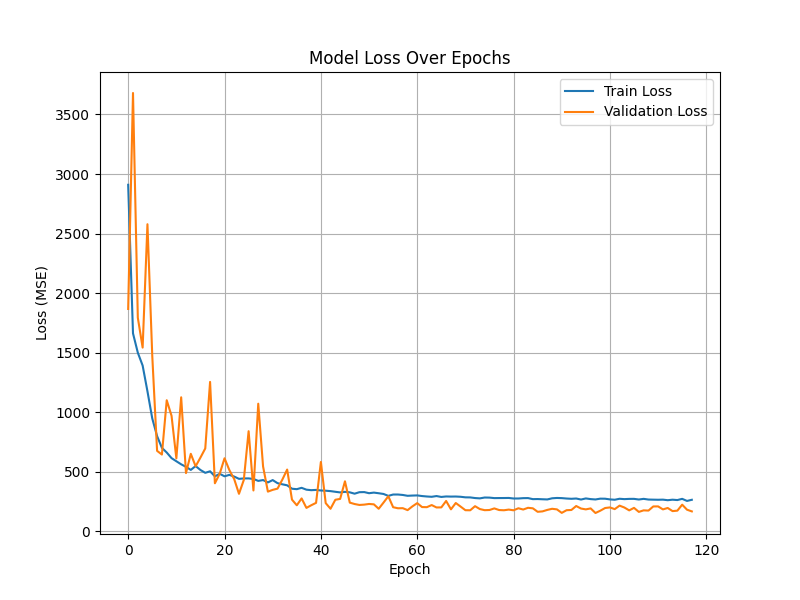 Model Loss Over Epochs
Train Loss
Validation Loss
Loss (MSE)
3500
3000
2500
2000
1500
1000
500
0
0 20 40 60 80 100 120
Epoch